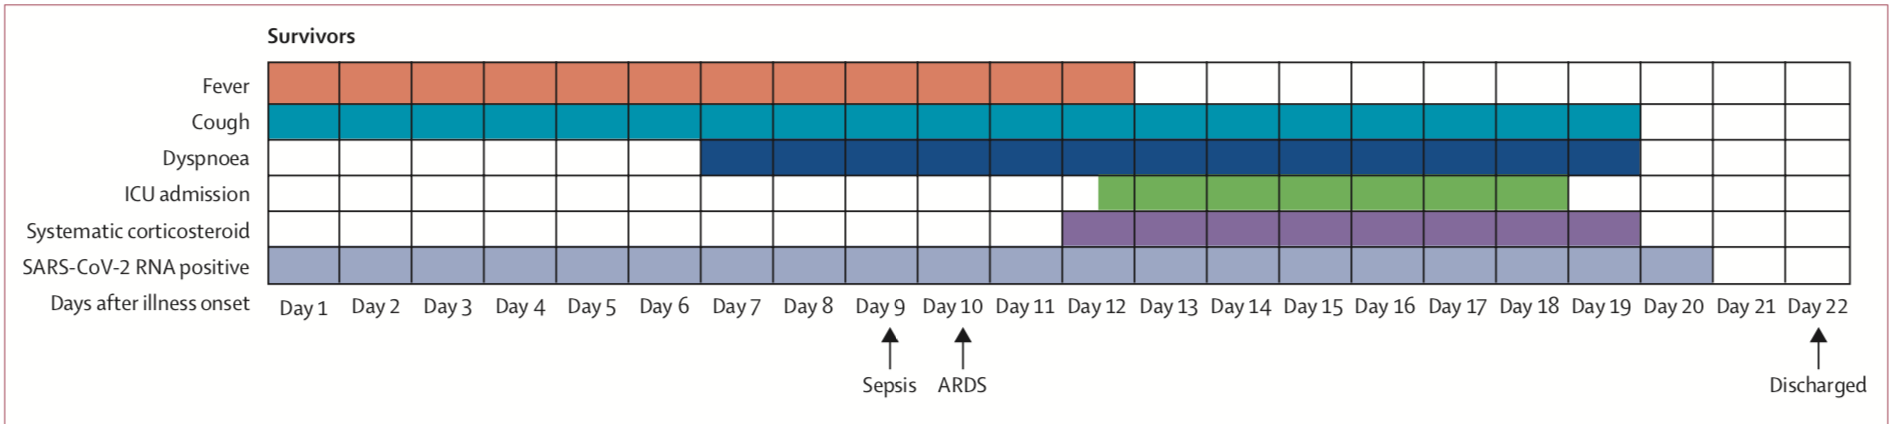 Survivors
Fever
Cough
Dyspnoea
ICU admission
Systematic corticosteroid
SARS-CoV-2 RNA positive
Days after illness onset Day 1 Day 2 Day 3 Day 4 Day 5 Day 6 Day 7 Day 8 Day 9 Day 10 Day 11 Day 12 Day 13 Day 14 Day 15 Day 16 Day 17 Day 18 Day 19 Day 20 Day 21 Day 22
Sepsis ARDS Discharged